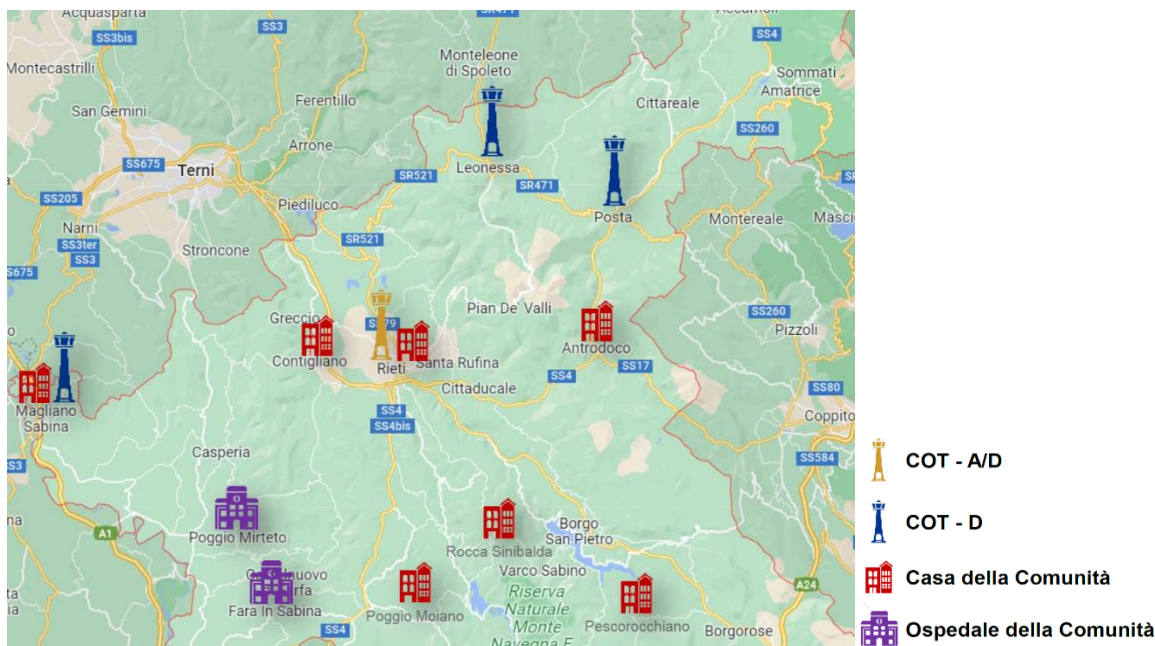 Acquasparta
SS3
SR471
Accumoli
SS4
SS3bis
Montecastrilli
Monteleone
di Spoleto
Sommati
Amatrice
San Gemini
Ferentillo
Cittareale
SS260
Arrone
SS675
Terni
Leonessa
SR521
SR471
SS205
Piediluco
Posta
Montereale
Narni
SS3ter
SS3
Stroncone
SR521
S675
Pian De' Valli
SS260
Pizzoli
Greccio
Contigliano
Rieti
Santa Rufina
Antrodoco
SS17
SS4
Cittaducale
SS80
Magliano
Sabina
SS4
SS4bis
Coppito
Casperia
SS584
A1
Poggio Mirteto
Rocca Sinibalda
Borgo
San Pietro
Varco Sabino
A24
Fara In Sabina
Poggio Moiano
Riserva
Naturale
Monte
Pescorocchiano
SS4
Borgorose
COT - A/D
COT - D
Casa della Comunità
Ospedale della Comunità